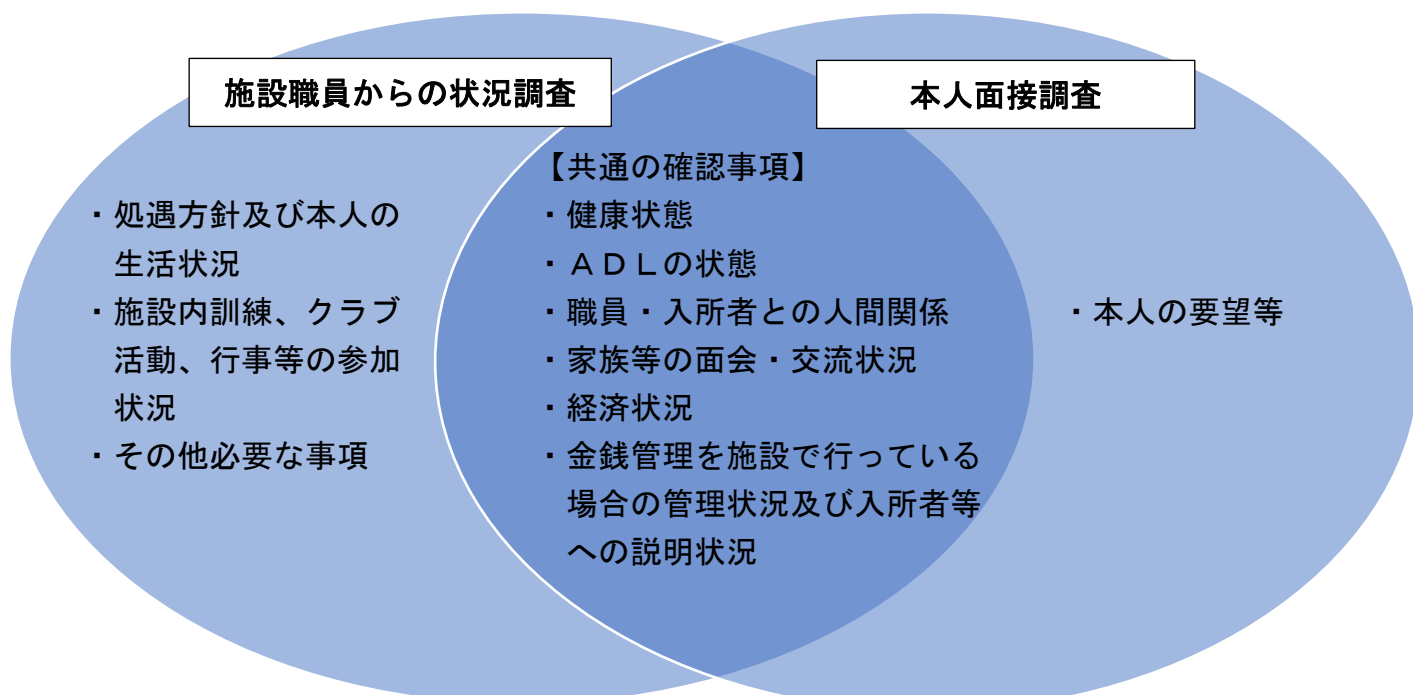 施設職員からの状況調査
・処遇方針及び本人の
生活状況
・施設内訓練、クラブ
活動、行事等の参加
状況
・その他必要な事項
【共通の確認事項】
・健康状態
・ＡＤＬの状態
・職員・入所者との人間関係
・家族等の面会・交流状況
・経済状況
・金銭管理を施設で行っている
場合の管理状況及び入所者等
への説明状況
本人面接調査
・本人の要望等